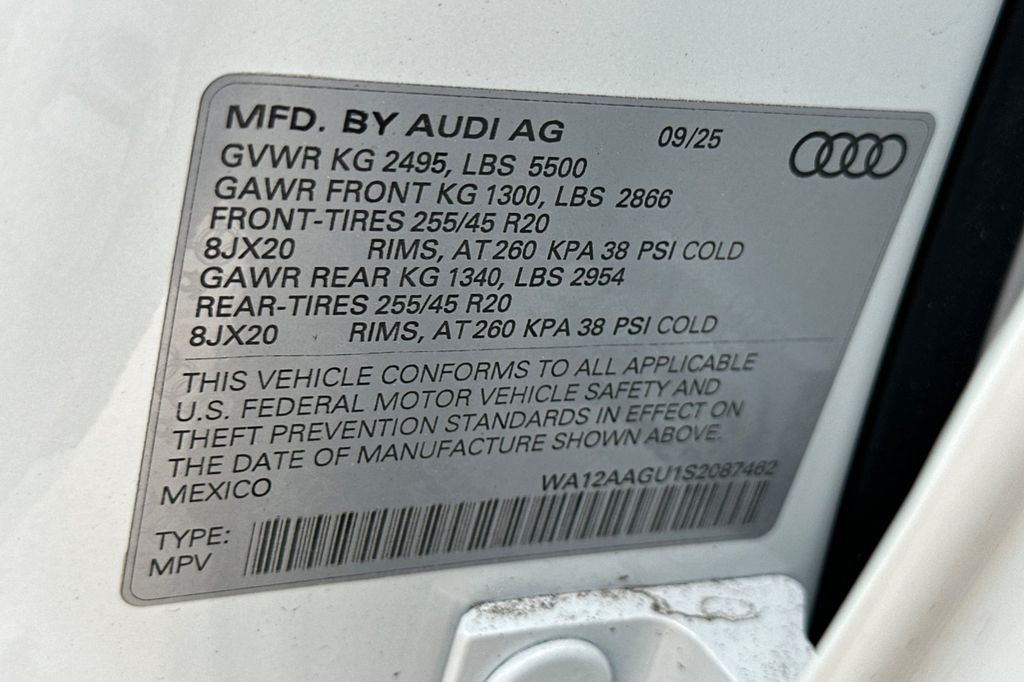 MFD. BY AUDI AG 09/25
GVWR KG 2495, LBS 5500
GAWR FRONT KG 1300, LBS 2866
FRONT-TIRES 255/45 R20
8JX20 RIMS, AT 260 KPA 38 PSI COLD
GAWR REAR KG 1340, LBS 2954
REAR-TIRES 255/45 R20
8JX20 RIMS, AT 260 KPA 38 PSI COLD
THIS VEHICLE CONFORMS TO ALL APPLICABLE
U.S. FEDERAL MOTOR VEHICLE SAFETY AND
THEFT PREVENTION STANDARDS IN EFFECT ON
THE DATE OF MANUFACTURE SHOWN ABOVE.
MEXICO WA12AAGU1S2087462
TYPE:
MPV